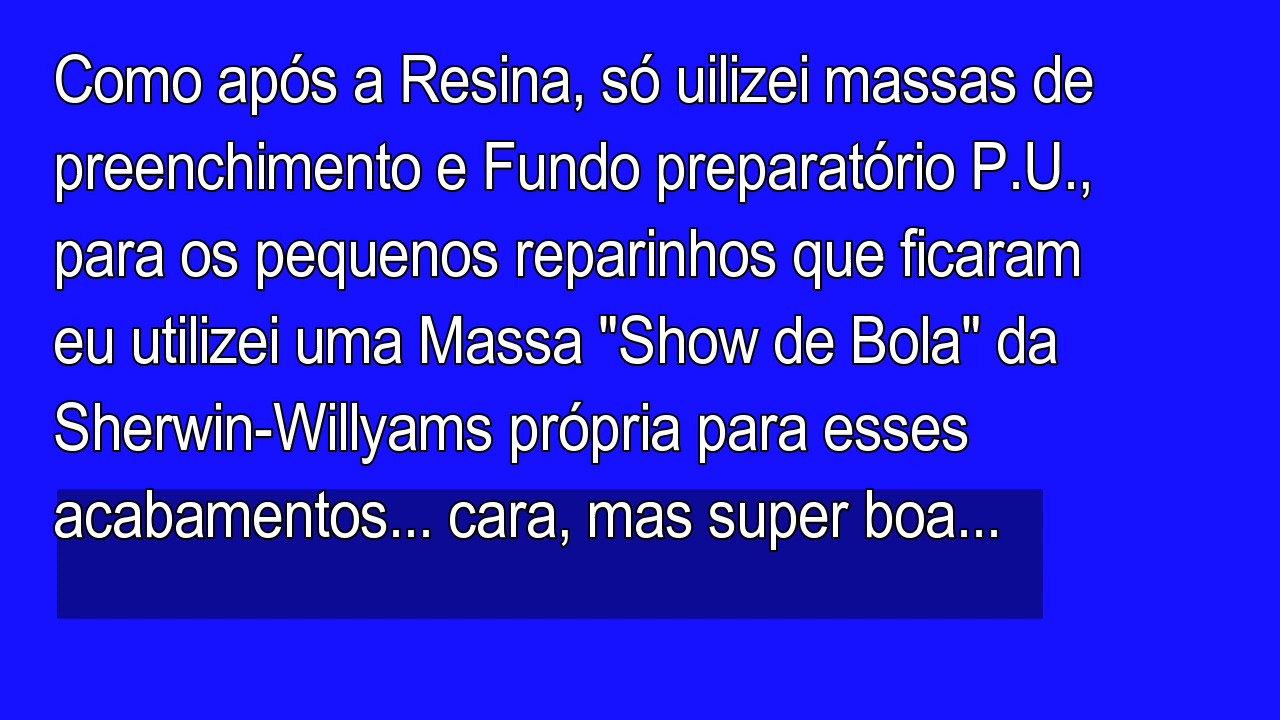 Como após a Resina, só uilizei massas de
preenchimento e Fundo preparatório P.U.,
para os pequenos reparinhos que ficaram
eu utilizei uma Massa "Show de Bola" da
Sherwin-Willyams própria para esses
acabamentos... cara, mas super boa...